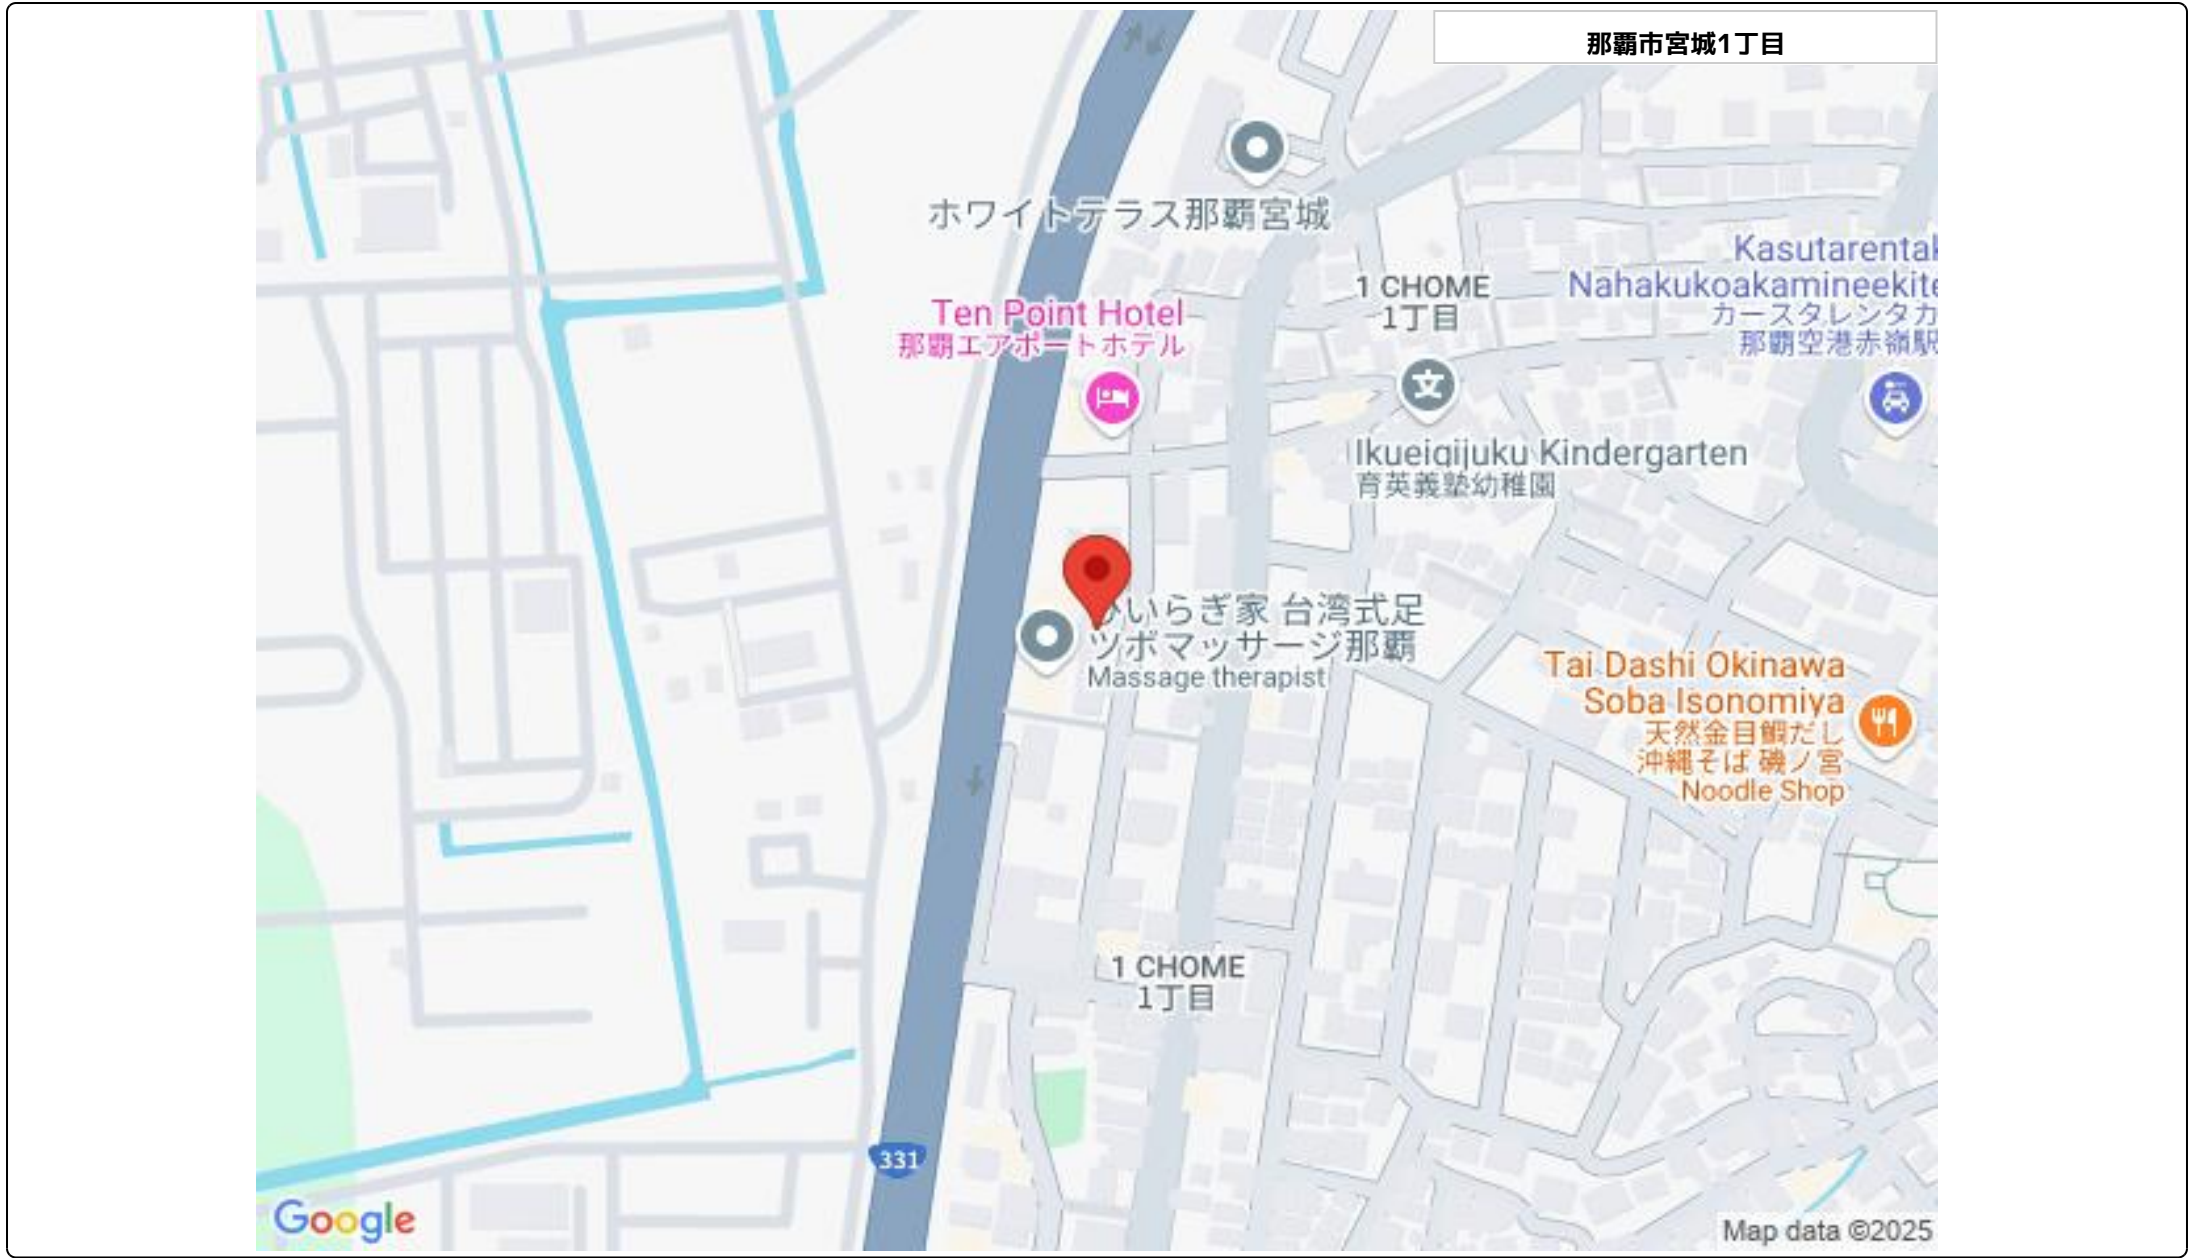 那覇市宮城1丁目
ホワイトテラス那覇宮城
Kasutarentak
Nahakukoakamineekite
カースタレンタカ
那覇空港赤嶺駅
1 CHOME
1丁目
Ten Point Hotel
那覇エアポートホテル
Ikueigijuku Kindergarten
育英義塾幼稚園
ひいらぎ家 台湾式足
ツボマッサージ那覇
Massage therapist
Tai Dashi Okinawa
Soba Isonomiya
天然金目鯛だし
沖縄そば 磯ノ宮
Noodle Shop
1 CHOME
1丁目
331
Google
Map data ©2025